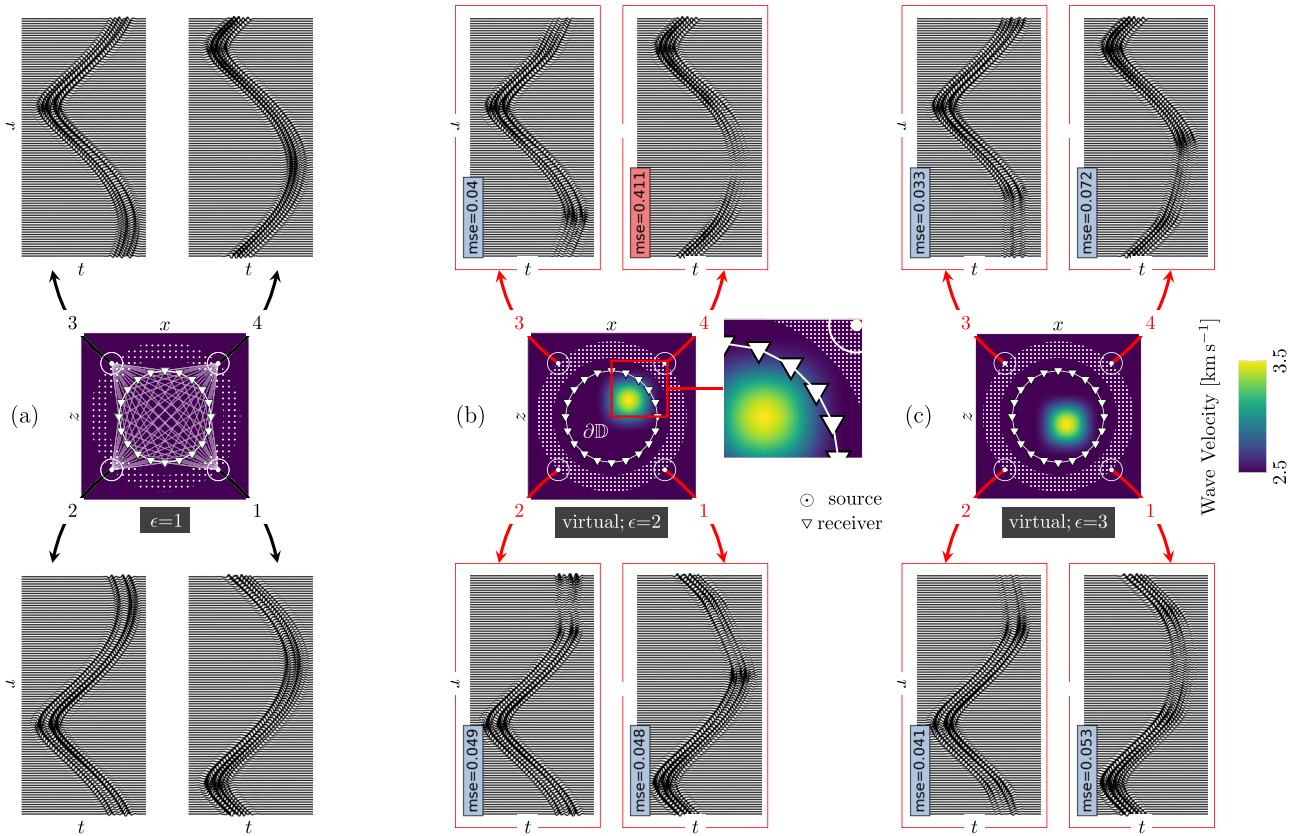 r
t
t
r
mse=0.04
t
mse=0.411
t
r
mse=0.033
t
mse=0.072
t
(a)
3
x
4
z
2
1
ϵ=1
(b)
3
x
4
z
∂𝔻
2
1
virtual; ϵ=2
⊙ source
▽ receiver
(c)
3
4
2
1
virtual; ϵ=3
Wave Velocity [km s⁻¹]
3.5
2.5
r
t
t
r
mse=0.049
t
mse=0.048
t
r
mse=0.041
t
mse=0.053
t